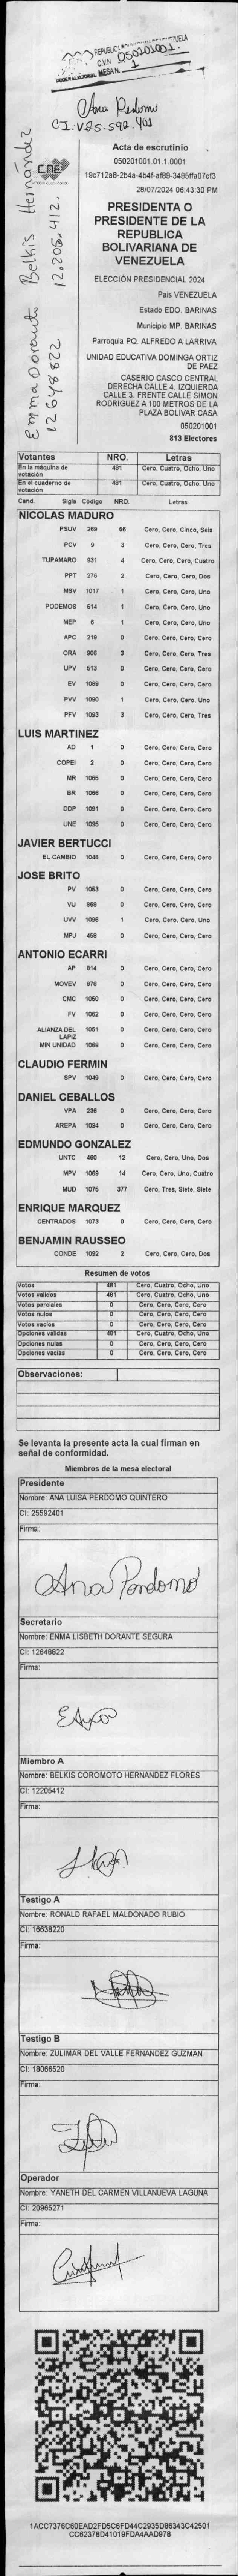 REPUBLICA
C.V.N 050201001.
MESA N. 1
Ana Perdomo
C.I. V25.592.401
Belkis Hernandez
12.205.412.
Enma Dorante
12648822
CNE
Acta de escrutinio
050201001.01.1.0001
28/07/2024 06:43:30 PM
PRESIDENTA O
PRESIDENTE DE LA
REPUBLICA
BOLIVARIANA DE
VENEZUELA
ELECCIÓN PRESIDENCIAL 2024
Pais VENEZUELA
Estado EDO. BARINAS
Municipio MP. BARINAS
Parroquia PQ. ALFREDO A LARRIVA
UNIDAD EDUCATIVA DOMINGA ORTIZ
DE PAEZ
CASERIO CASCO CENTRAL
DERECHA CALLE 4. IZQUIERDA
CALLE 3. FRENTE CALLE SIMON
RODRIGUEZ A 100 METROS DE LA
PLAZA BOLIVAR CASA
050201001
813 Electores
Votantes NRO. Letras
En la máquina de votación 481 Cero, Cuatro, Ocho, Uno
En el cuaderno de votación 481 Cero, Cuatro, Ocho, Uno
Cand. Sigla Código NRO. Letras
NICOLAS MADURO
PSUV 269 56 Cero, Cero, Cinco, Seis
PCV 9 3 Cero, Cero, Cero, Tres
TUPAMARO 931 4 Cero, Cero, Cero, Cuatro
PPT 276 2 Cero, Cero, Cero, Dos
MSV 1017 1 Cero, Cero, Cero, Uno
PODEMOS 514 1 Cero, Cero, Cero, Uno
MEP 6 1 Cero, Cero, Cero, Uno
APC 219 0 Cero, Cero, Cero, Cero
ORA 906 3 Cero, Cero, Cero, Tres
UPV 513 0 Cero, Cero, Cero, Cero
EV 1089 0 Cero, Cero, Cero, Cero
PVV 1090 1 Cero, Cero, Cero, Uno
PFV 1093 3 Cero, Cero, Cero, Tres
LUIS MARTINEZ
AD 1 0 Cero, Cero, Cero, Cero
COPEI 2 0 Cero, Cero, Cero, Cero
MR 1065 0 Cero, Cero, Cero, Cero
BR 1066 0 Cero, Cero, Cero, Cero
DDP 1091 0 Cero, Cero, Cero, Cero
UNE 1095 0 Cero, Cero, Cero, Cero
JAVIER BERTUCCI
EL CAMBIO 1048 0 Cero, Cero, Cero, Cero
JOSE BRITO
PV 1053 0 Cero, Cero, Cero, Cero
VU 969 0 Cero, Cero, Cero, Cero
UVV 1096 1 Cero, Cero, Cero, Uno
MPJ 458 0 Cero, Cero, Cero, Cero
ANTONIO ECARRI
AP 814 0 Cero, Cero, Cero, Cero
MOVEV 878 0 Cero, Cero, Cero, Cero
CMC 1050 0 Cero, Cero, Cero, Cero
FV 1062 0 Cero, Cero, Cero, Cero
ALIANZA DEL LAPIZ 1051 0 Cero, Cero, Cero, Cero
MIN UNIDAD 1088 0 Cero, Cero, Cero, Cero
CLAUDIO FERMIN
SPV 1049 0 Cero, Cero, Cero, Cero
DANIEL CEBALLOS
VPA 236 0 Cero, Cero, Cero, Cero
AREPA 1094 0 Cero, Cero, Cero, Cero
EDMUNDO GONZALEZ
UNTC 480 12 Cero, Cero, Uno, Dos
MPV 1069 14 Cero, Cero, Uno, Cuatro
MUD 1075 377 Cero, Tres, Siete, Siete
ENRIQUE MARQUEZ
CENTRADOS 1073 0 Cero, Cero, Cero, Cero
BENJAMIN RAUSSEO
CONDE 1092 2 Cero, Cero, Cero, Dos
Resumen de votos
Votos 481 Cero, Cuatro, Ocho, Uno
Votos validos 481 Cero, Cuatro, Ocho, Uno
Votos parciales 0 Cero, Cero, Cero, Cero
Votos nulos 0 Cero, Cero, Cero, Cero
Votos vacios 0 Cero, Cero, Cero, Cero
Opciones validas 481 Cero, Cuatro, Ocho, Uno
Opciones nulas 0 Cero, Cero, Cero, Cero
Opciones vacias 0 Cero, Cero, Cero, Cero
Observaciones:
Se levanta la presente acta la cual firman en
señal de conformidad.
Miembros de la mesa electoral
Presidente
Nombre: ANA LUISA PERDOMO QUINTERO
CI: 25592401
Firma:
Ana Perdomo
Secretario
Nombre: ENMA LISBETH DORANTE SEGURA
CI: 12648822
Firma:
Miembro A
Nombre: BELKIS COROMOTO HERNANDEZ FLORES
CI: 12205412
Firma:
Testigo A
Nombre: RONALD RAFAEL MALDONADO RUBIO
CI: 16638220
Firma:
Testigo B
Nombre: ZULIMAR DEL VALLE FERNANDEZ GUZMAN
CI: 18066520
Firma:
Operador
Nombre: YANETH DEL CARMEN VILLANUEVA LAGUNA
CI: 20965271
Firma:
1ACC7376C60EAD2FD5C6FD44C2935D86343C42501
CC62378D41019FDA4AAD978